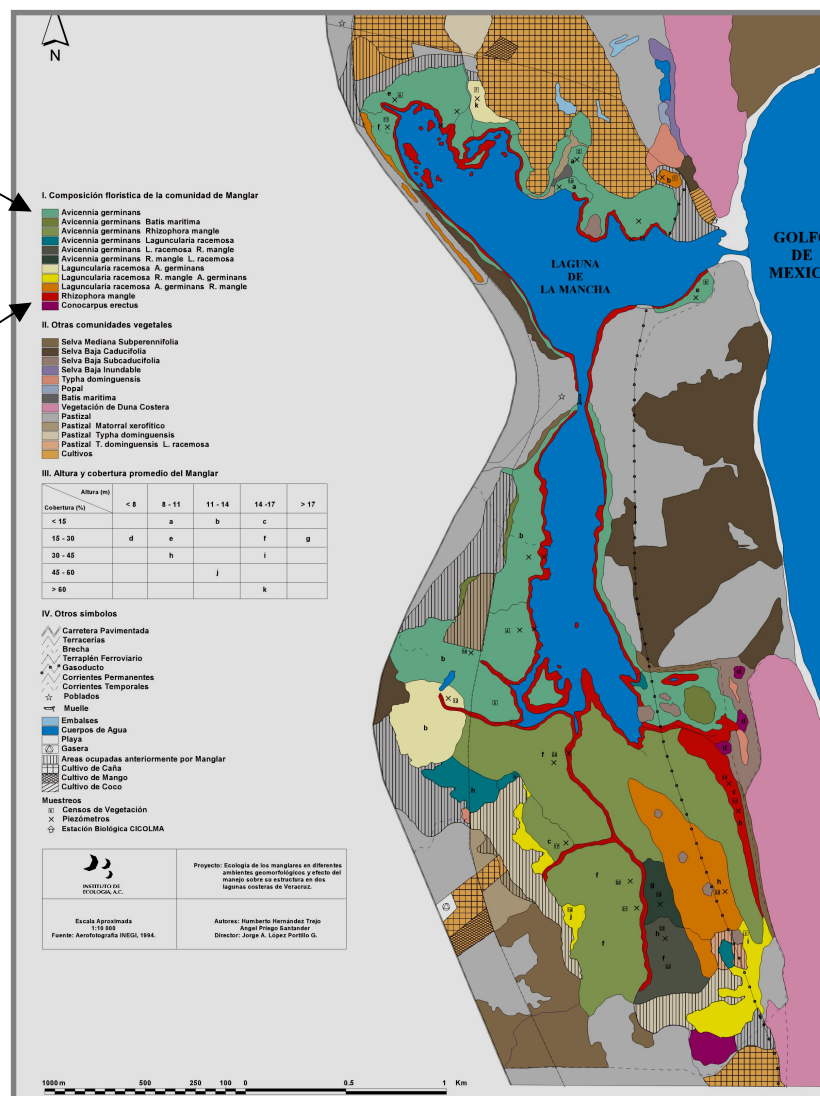 N
I. Composición florística de la comunidad de Manglar
Avicennia germinans
Avicennia germinans Batis maritima
Avicennia germinans Rhizophora mangle
Avicennia germinans Laguncularia racemosa
Avicennia germinans L. racemosa R. mangle
Avicennia germinans R. mangle L. racemosa
Laguncularia racemosa A. germinans
Laguncularia racemosa R. mangle A. germinans
Laguncularia racemosa A. germinans R. mangle
Rhizophora mangle
Conocarpus erectus
II. Otras comunidades vegetales
Selva Mediana Subperennifolia
Selva Baja Caducifolia
Selva Baja Subcaducifolia
Selva Baja Inundable
Typha dominguensis
Popal
Batis maritima
Vegetación de Duna Costera
Pastizal
Pastizal Matorral xerofítico
Pastizal Typha dominguensis
Pastizal T. dominguensis L. racemosa
Cultivos
III. Altura y cobertura promedio del Manglar
Altura (m)
Cobertura (%)
< 8 8 - 11 11 - 14 14 -17 > 17
< 15 a b c
15 - 30 d e f g
30 - 45 h i
45 - 60 j
> 60 k
IV. Otros símbolos
Carretera Pavimentada
Terracerías
Brecha
Terraplén Ferroviario
Gasoducto
Corrientes Permanentes
Corrientes Temporales
Poblados
Muelle
Embalses
Cuerpos de Agua
Playa
Gasera
Areas ocupadas anteriormente por Manglar
Cultivo de Caña
Cultivo de Mango
Cultivo de Coco
Muestreos
Censos de Vegetación
Piezómetros
Estación Biológica CICOLMA
INSTITUTO DE
ECOLOGIA, A.C.
Proyecto: Ecología de los manglares en diferentes
ambientes geomorfológicos y efecto del
manejo sobre su estructura en dos
lagunas costeras de Veracruz.
Escala Aproximada
1:10 000
Fuente: Aerofotografía INEGI, 1994.
Autores: Humberto Hernández Trejo
Angel Priego Santander
Director: Jorge A. López Portillo G.
1000 m 500 250 100 0 0.5 1 Km
LAGUNA
DE
LA MANCHA
GOLFO
DE
MEXIC
e
f
k
a
a
b
e
b
b
b
h
f
c
f
f
j
g
h
f
h
i
d
d
d